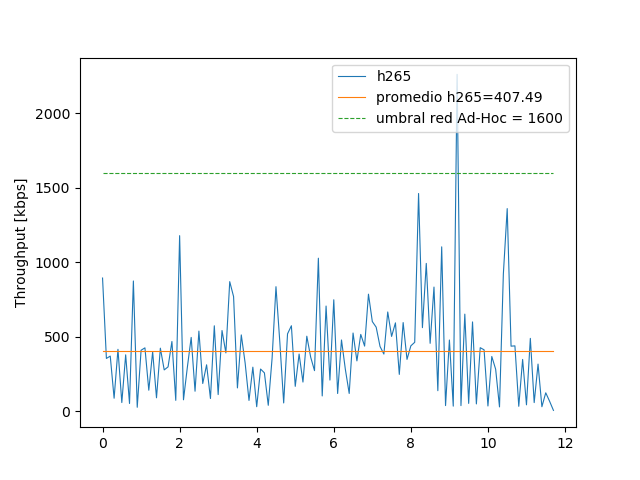 h265
promedio h265=407.49
umbral red Ad-Hoc = 1600
Throughput [kbps]
2000
1500
1000
500
0
0 2 4 6 8 10 12